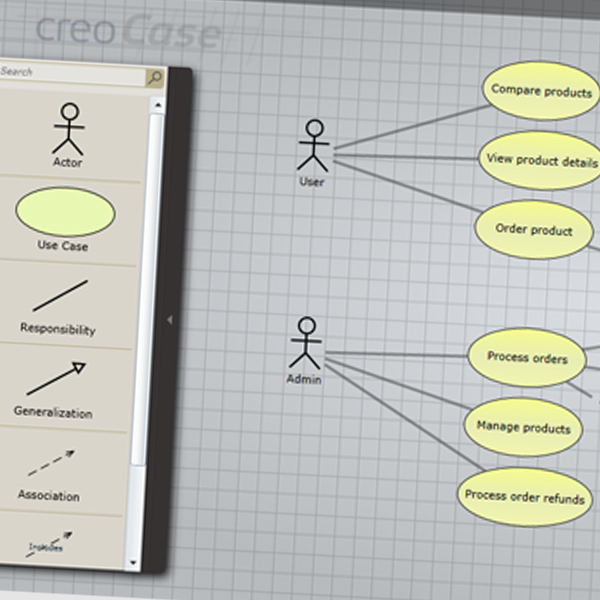 creoCase
Search
Actor
Use Case
Responsibility
Generalization
Association
Includes
User
Compare products
View product details
Order product
Admin
Process orders
Manage products
Process order refunds